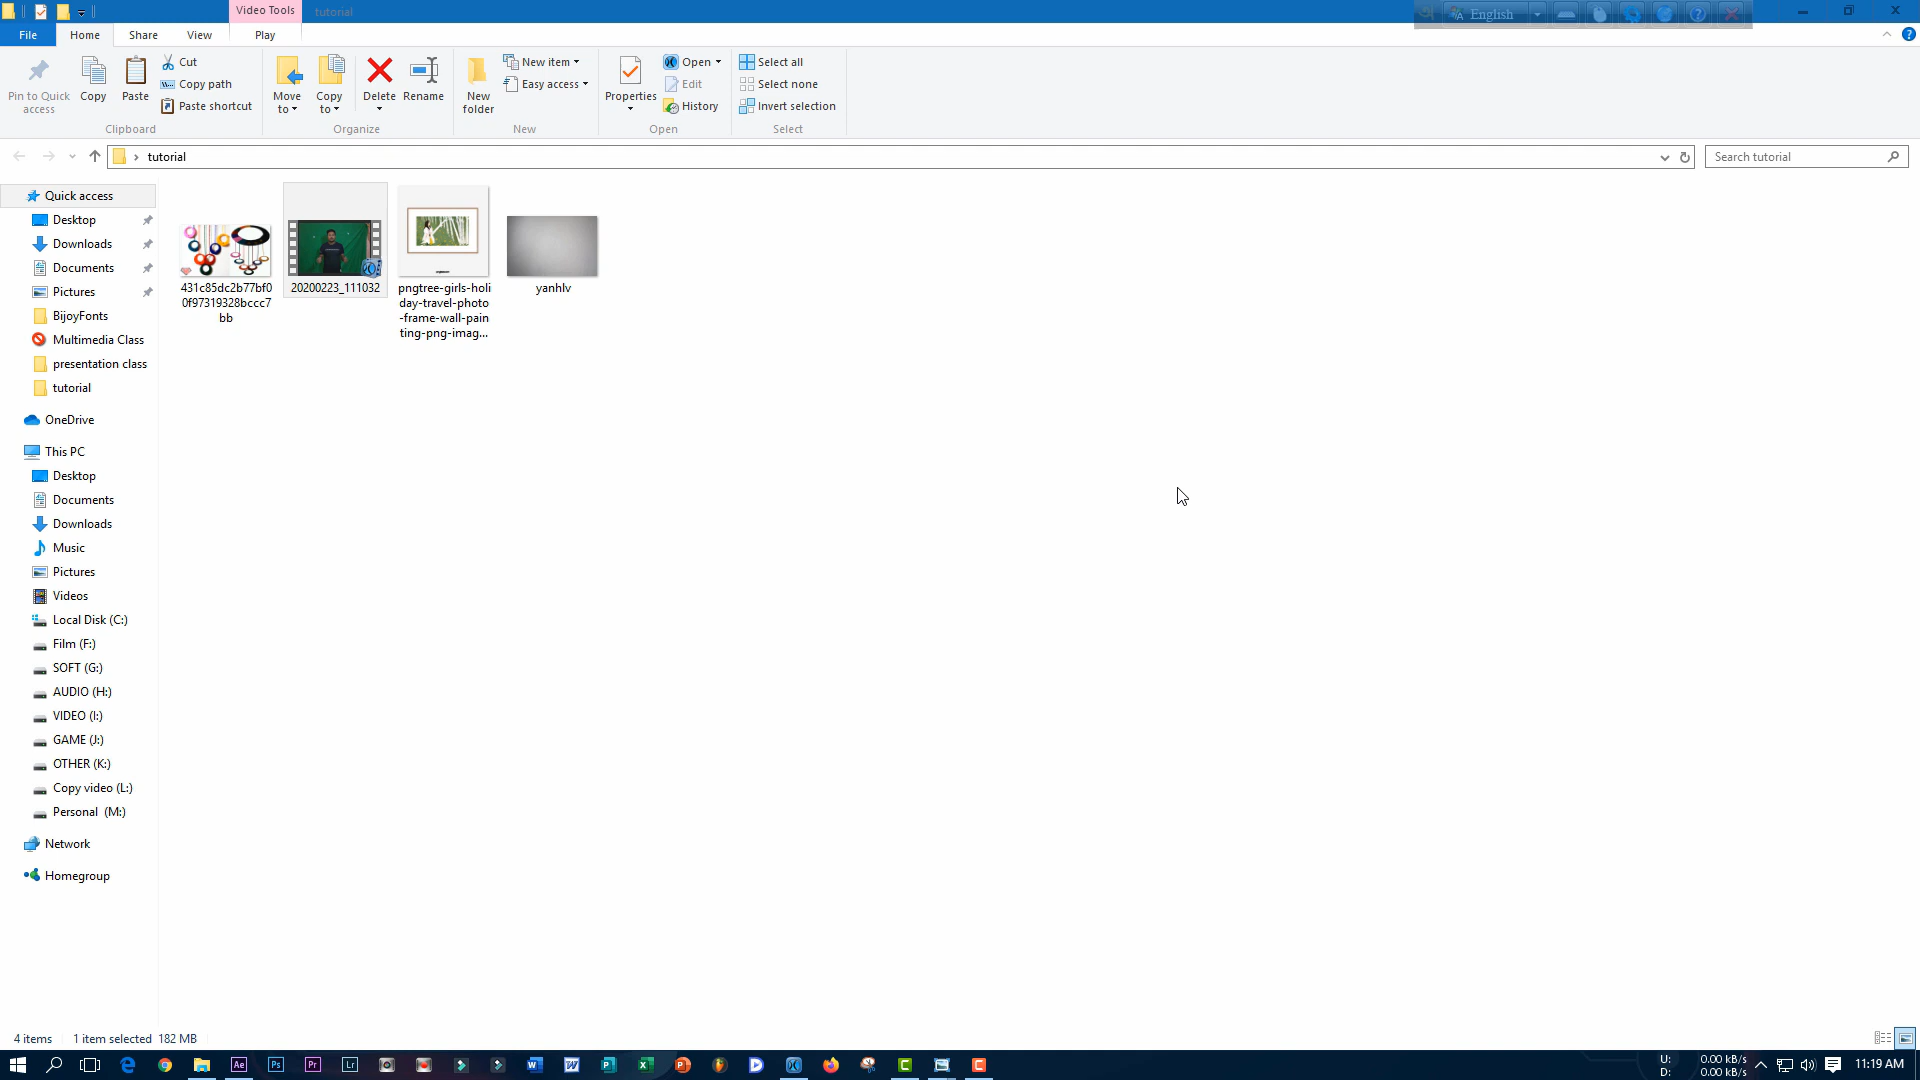 Video Tools
tutorial
English
File
Home
Share
View
Play
Pin to Quick
access
Copy
Paste
Cut
Copy path
Paste shortcut
Clipboard
Move
to
Copy
to
Delete
Rename
Organize
New
folder
New item
Easy access
New
Properties
Open
Edit
History
Open
Select all
Select none
Invert selection
Select
tutorial
Search tutorial
Quick access
Desktop
Downloads
Documents
Pictures
BijoyFonts
Multimedia Class
presentation class
tutorial
OneDrive
This PC
Desktop
Documents
Downloads
Music
Pictures
Videos
Local Disk (C:)
Film (F:)
SOFT (G:)
AUDIO (H:)
VIDEO (I:)
GAME (J:)
OTHER (K:)
Copy video (L:)
Personal (M:)
Network
Homegroup
431c85dc2b77bf0
0f97319328bccc7
bb
20200223_111032
pngtree-girls-holi
day-travel-photo
-frame-wall-pain
ting-png-imag...
yanhlv
4 items
1 item selected 182 MB
Ae
Ps
Pr
Lr
U: 0.00 kB/s
D: 0.00 kB/s
11:19 AM